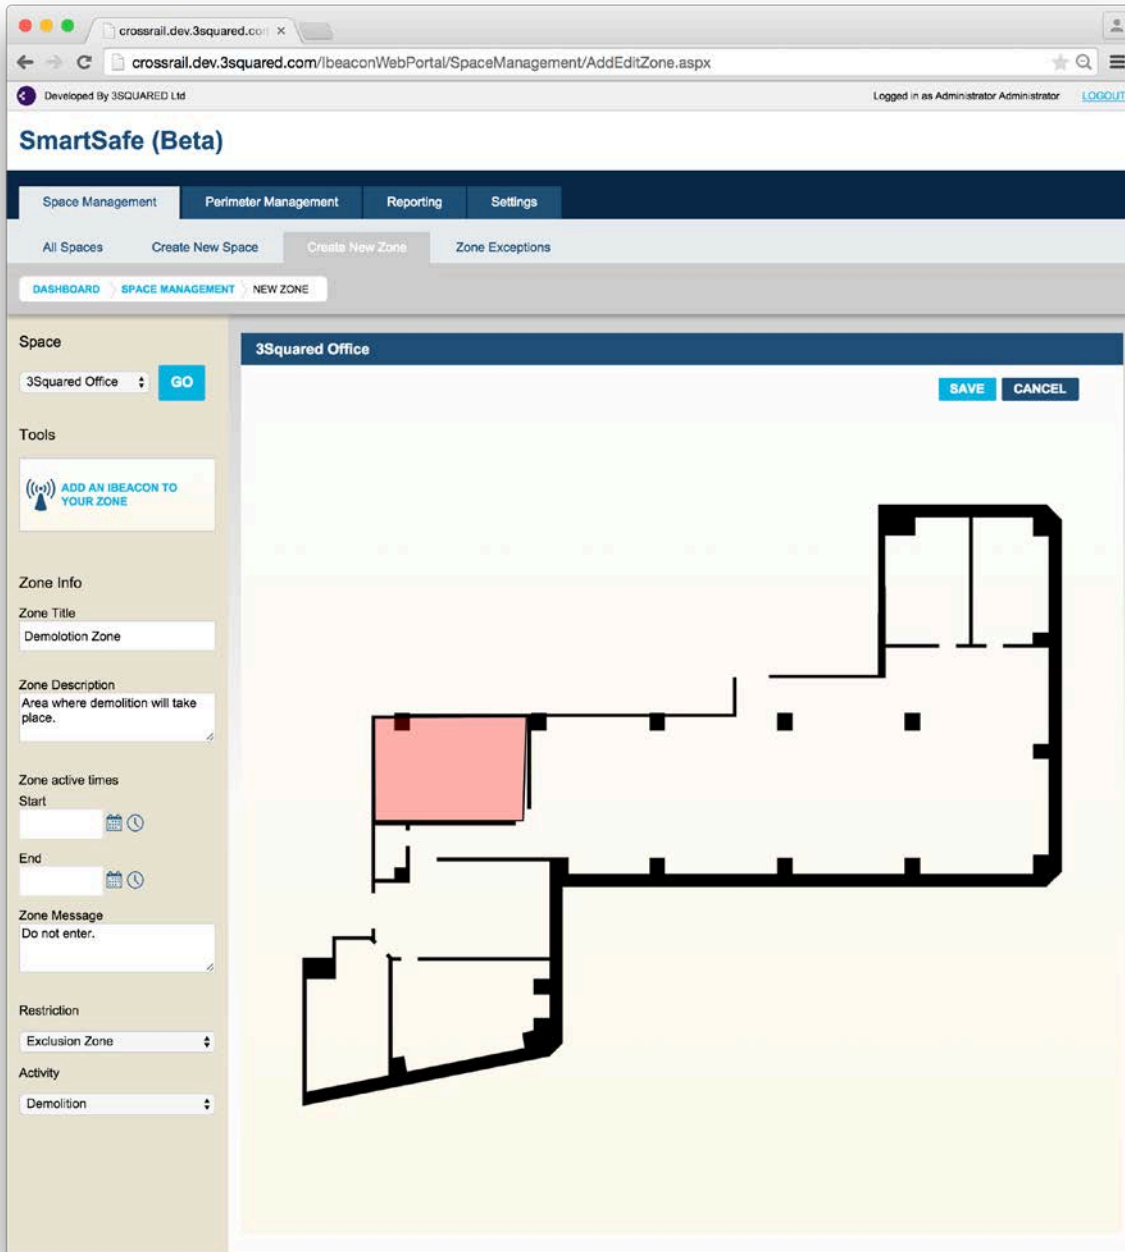 crossrail.dev.3squared.co
crossrail.dev.3squared.com/IbeaconWebPortal/SpaceManagement/AddEditZone.aspx
Developed By 3SQUARED Ltd
Logged in as Administrator Administrator
LOGOUT
SmartSafe (Beta)
Space Management
Perimeter Management
Reporting
Settings
All Spaces
Create New Space
Create New Zone
Zone Exceptions
DASHBOARD
SPACE MANAGEMENT
NEW ZONE
Space
3Squared Office
GO
Tools
ADD AN IBEACON TO
YOUR ZONE
Zone Info
Zone Title
Demolotion Zone
Zone Description
Area where demolition will take
place.
Zone active times
Start
End
Zone Message
Do not enter.
Restriction
Exclusion Zone
Activity
Demolition
3Squared Office
SAVE
CANCEL